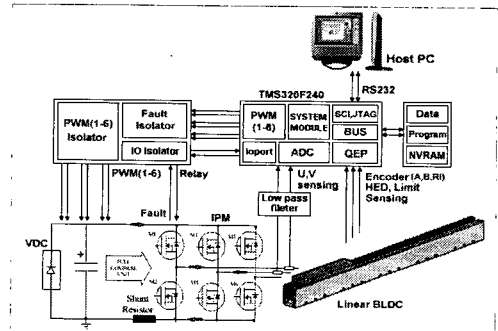 Host PC
RS232
TMS320F240
PWM(1-6)
Isolator
Fault
Isolator
IO Isolator
PWM
(1-6)
SYSTEM
MODULE
SCI,JTAG
BUS
Ioport
ADC
QEP
Data
Program
NVRAM
PWM(1-6)
Relay
U,V
sensing
Encoder(A,B,RI)
HED, Limit
Sensing
Low pass
fileter
Fault
IPM
VDC
Shunt
Resistor
Linear BLDC